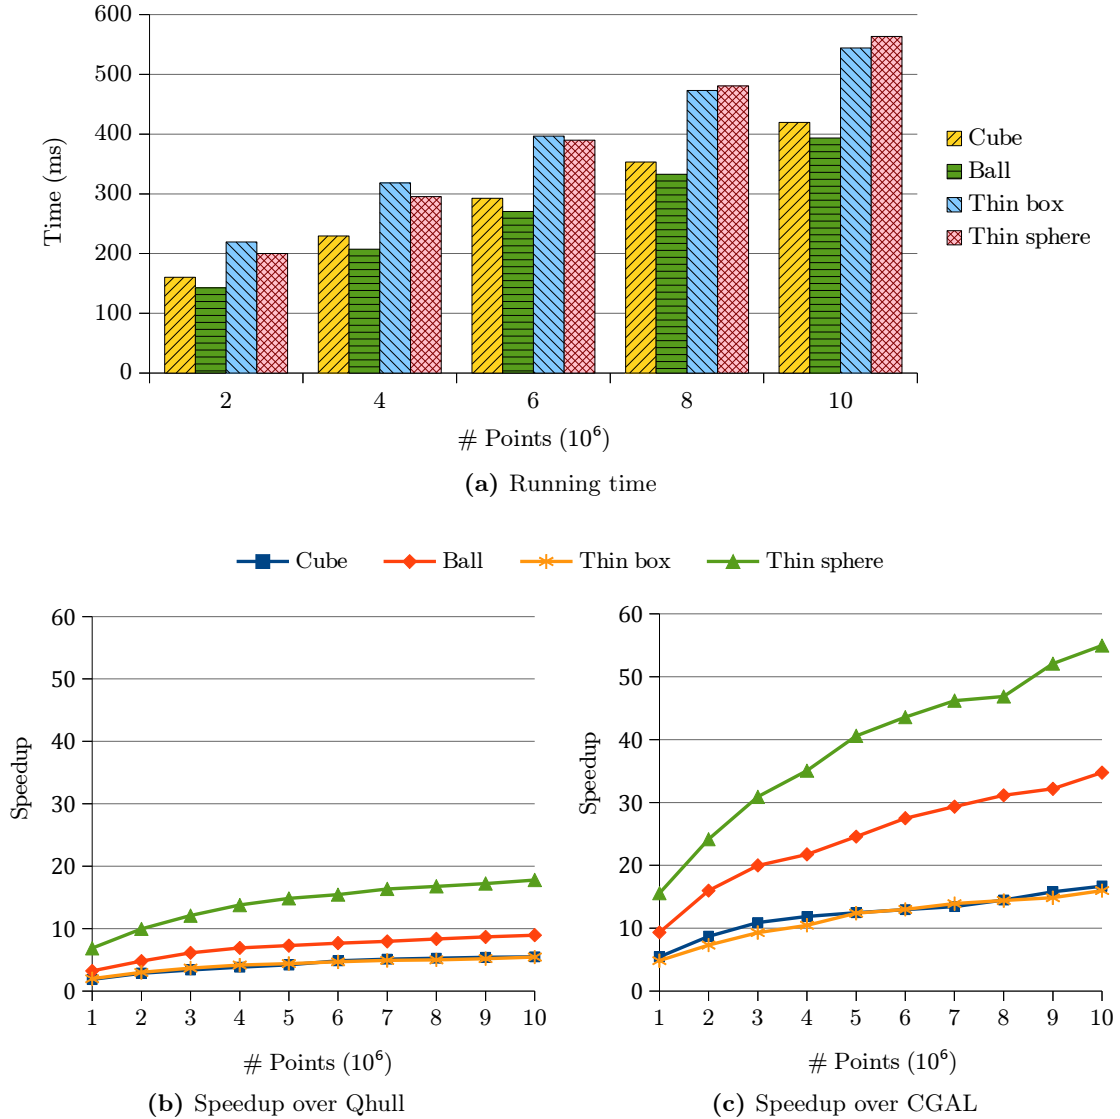 600
500
400
300
200
100
0
Time (ms)
2 4 6 8 10
# Points (10⁶)
Cube
Ball
Thin box
Thin sphere
(a) Running time
Cube Ball Thin box Thin sphere
60
50
40
30
20
10
0
Speedup
1 2 3 4 5 6 7 8 9 10
# Points (10⁶)
(b) Speedup over Qhull
60
50
40
30
20
10
0
Speedup
1 2 3 4 5 6 7 8 9 10
# Points (10⁶)
(c) Speedup over CGAL